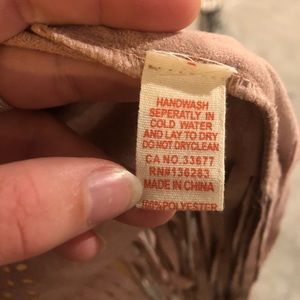 HANDWASH
SEPERATLY IN
COLD WATER
AND LAY TO DRY
DO NOT DRYCLEAN
CA NO.33677
RN#136283
MADE IN CHINA
100%POLYESTER